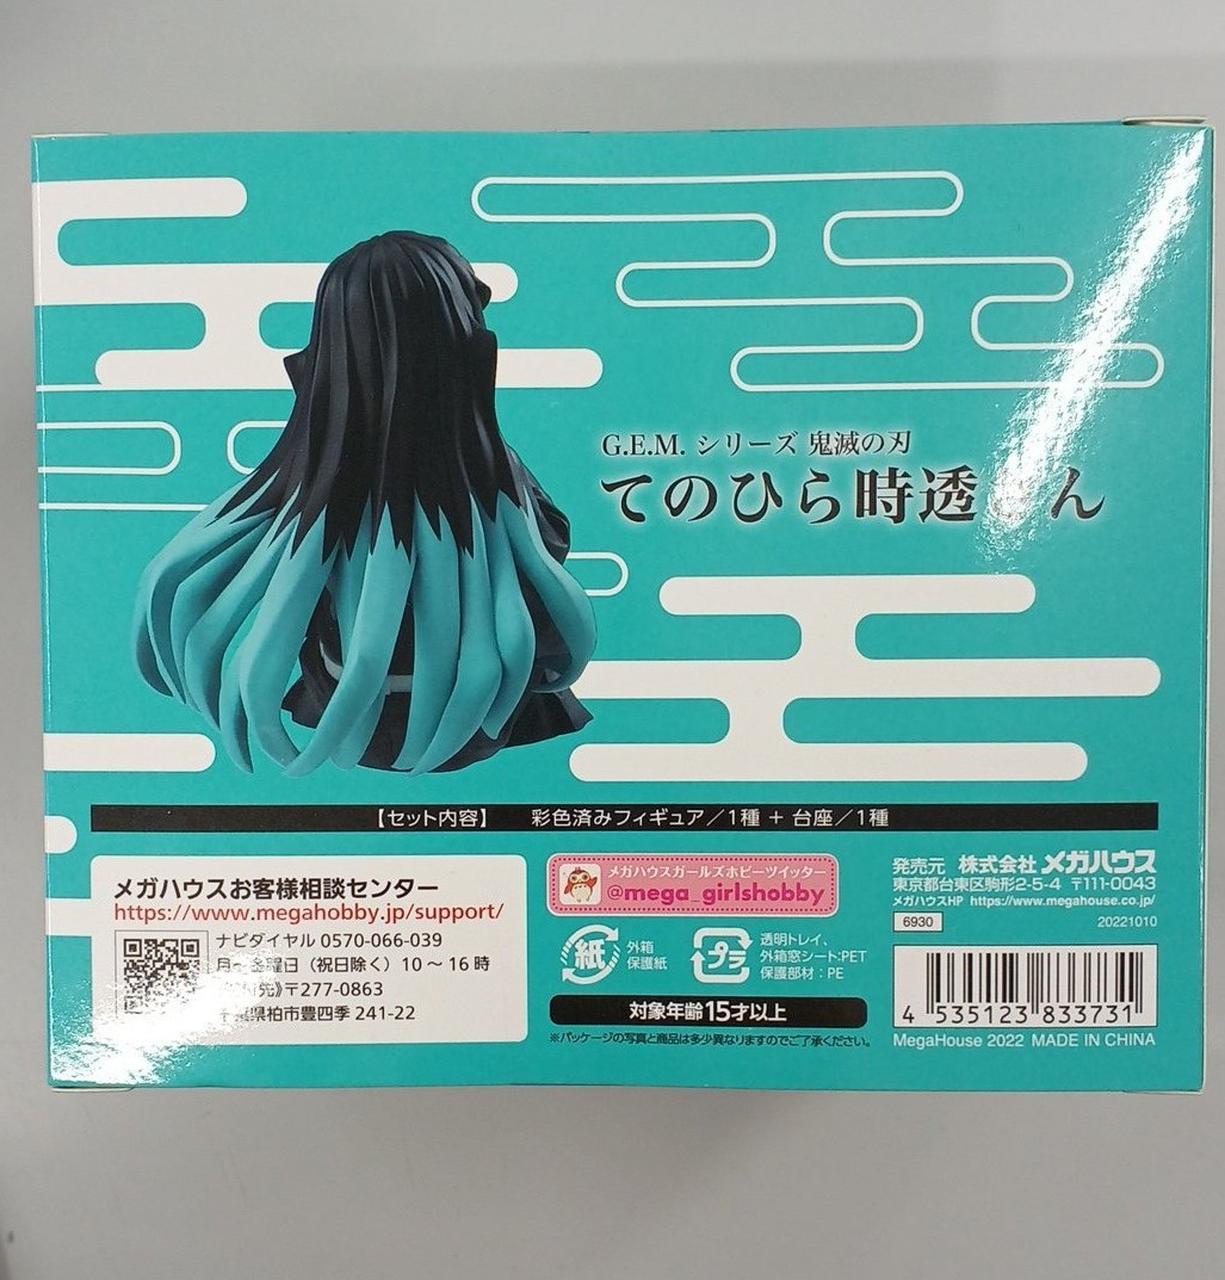 G.E.M. シリーズ 鬼滅の刃
てのひら時透 ん
【セット内容】 彩色済みフィギュア／1種 + 台座／1種
メガハウスお客様相談センター
https://www.megahobby.jp/support/
ナビダイヤル 0570-066-039
月 金曜日（祝日除く）10〜16時
》〒277-0863
県柏市豊四季 241-22
メガハウスガールズホビーツイッター
@mega_girlshobby
紙
外箱
保護紙
プラ
透明トレイ、
外箱窓シート:PET
保護部材：PE
対象年齢15才以上
※パッケージの写真と商品は多少異なりますのでご了承ください。
発売元 株式会社 メガハウス
東京都台東区駒形2-5-4 〒111-0043
メガハウスHP https://www.megahouse.co.jp/
6930
20221010
4 535123 833731
MegaHouse 2022 MADE IN CHINA